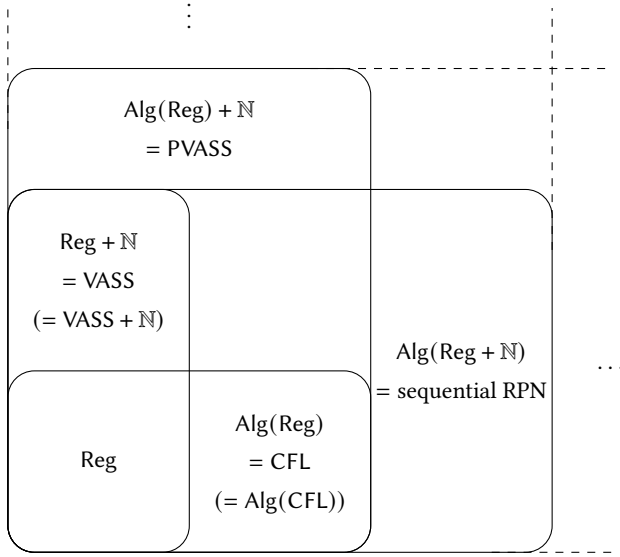 ⋮
Alg(Reg) + ℕ
= PVASS
Reg + ℕ
= VASS
(= VASS + ℕ)
Alg(Reg + ℕ)
= sequential RPN
...
Reg
Alg(Reg)
= CFL
(= Alg(CFL))